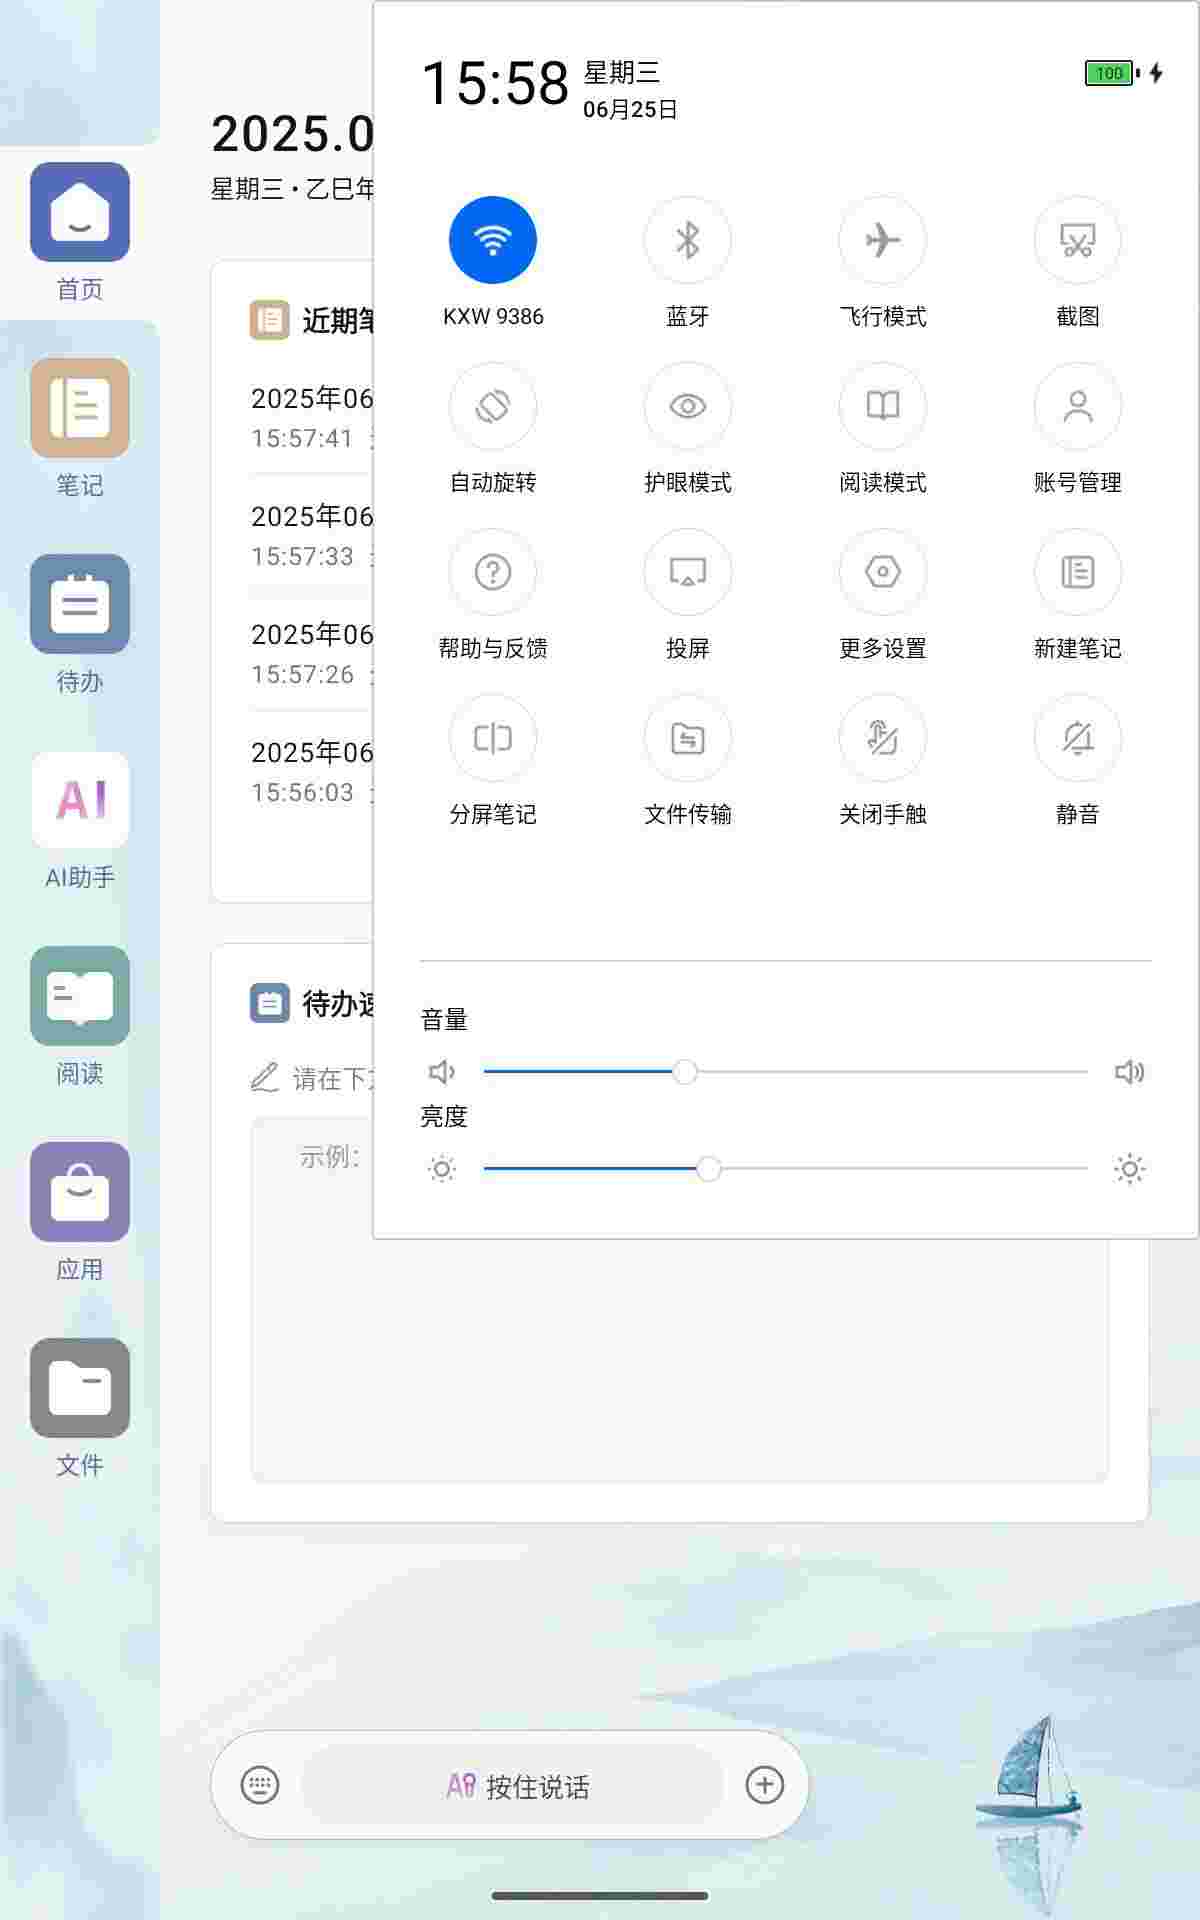 首页
笔记
待办
AI
AI助手
阅读
应用
文件
2025.0
星期三·乙巳年
近期笔
2025年06
15:57:41
2025年06
15:57:33
2025年06
15:57:26
2025年06
15:56:03
待办速
请在下
示例：
15:58
星期三
06月25日
100
KXW 9386
蓝牙
飞行模式
截图
自动旋转
护眼模式
阅读模式
账号管理
帮助与反馈
投屏
更多设置
新建笔记
分屏笔记
文件传输
关闭手触
静音
音量
亮度
按住说话